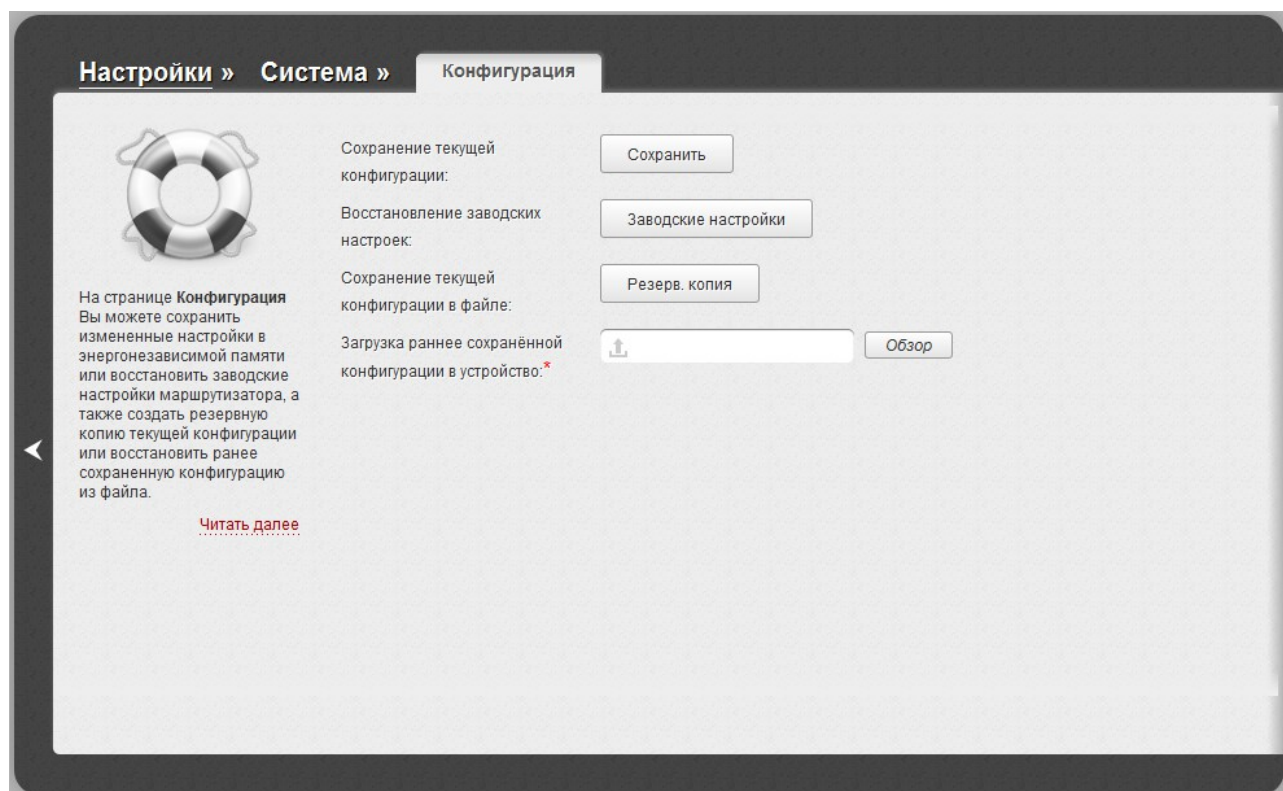 Настройки » Система » Конфигурация
На странице Конфигурация
Вы можете сохранить
измененные настройки в
энергонезависимой памяти
или восстановить заводские
настройки маршрутизатора, а
также создать резервную
копию текущей конфигурации
или восстановить ранее
сохраненную конфигурацию
из файла.
Читать далее
Сохранение текущей
конфигурации:
Сохранить
Восстановление заводских
настроек:
Заводские настройки
Сохранение текущей
конфигурации в файле:
Резерв. копия
Загрузка раннее сохранённой
конфигурации в устройство:*
Обзор